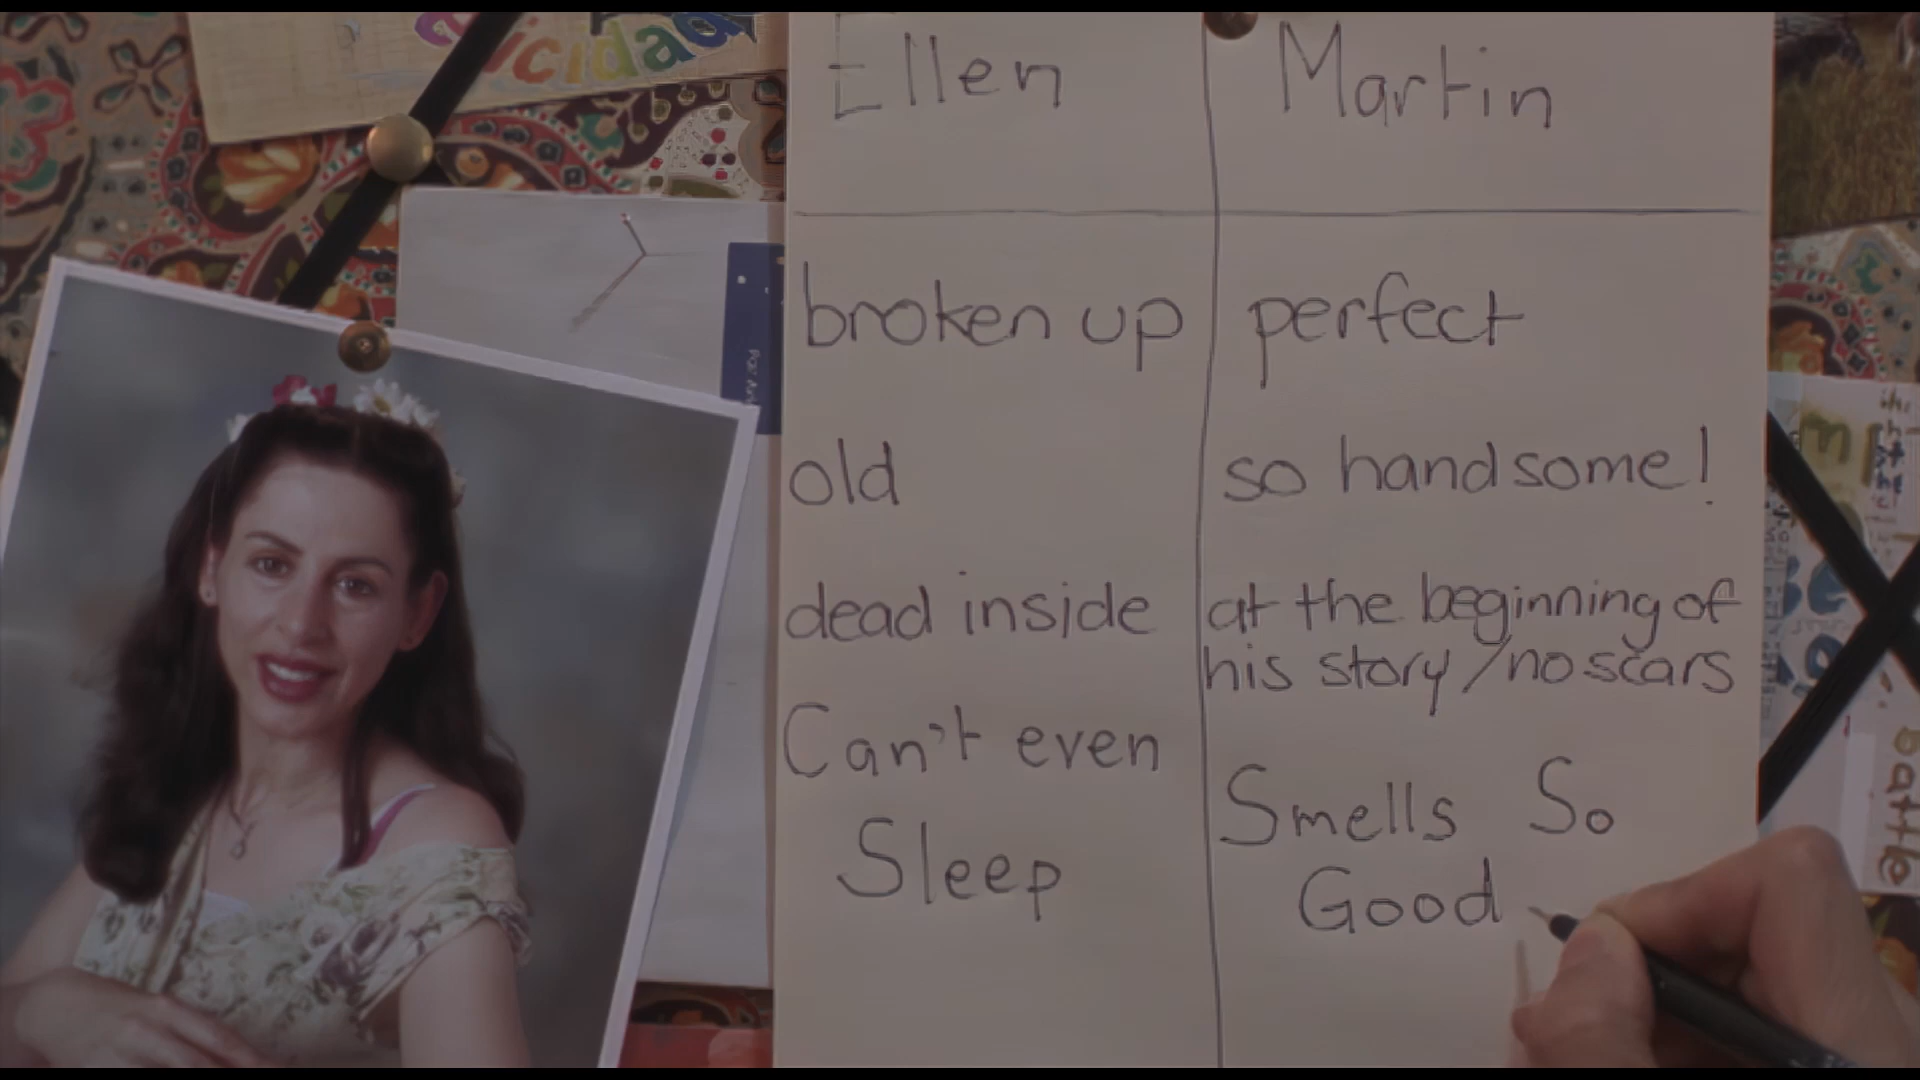 Ellen
Martin
broken up
perfect
old
so handsome!
dead inside
at the beginning of
his story/no scars
Can't even
Sleep
Smells So
Good
battle